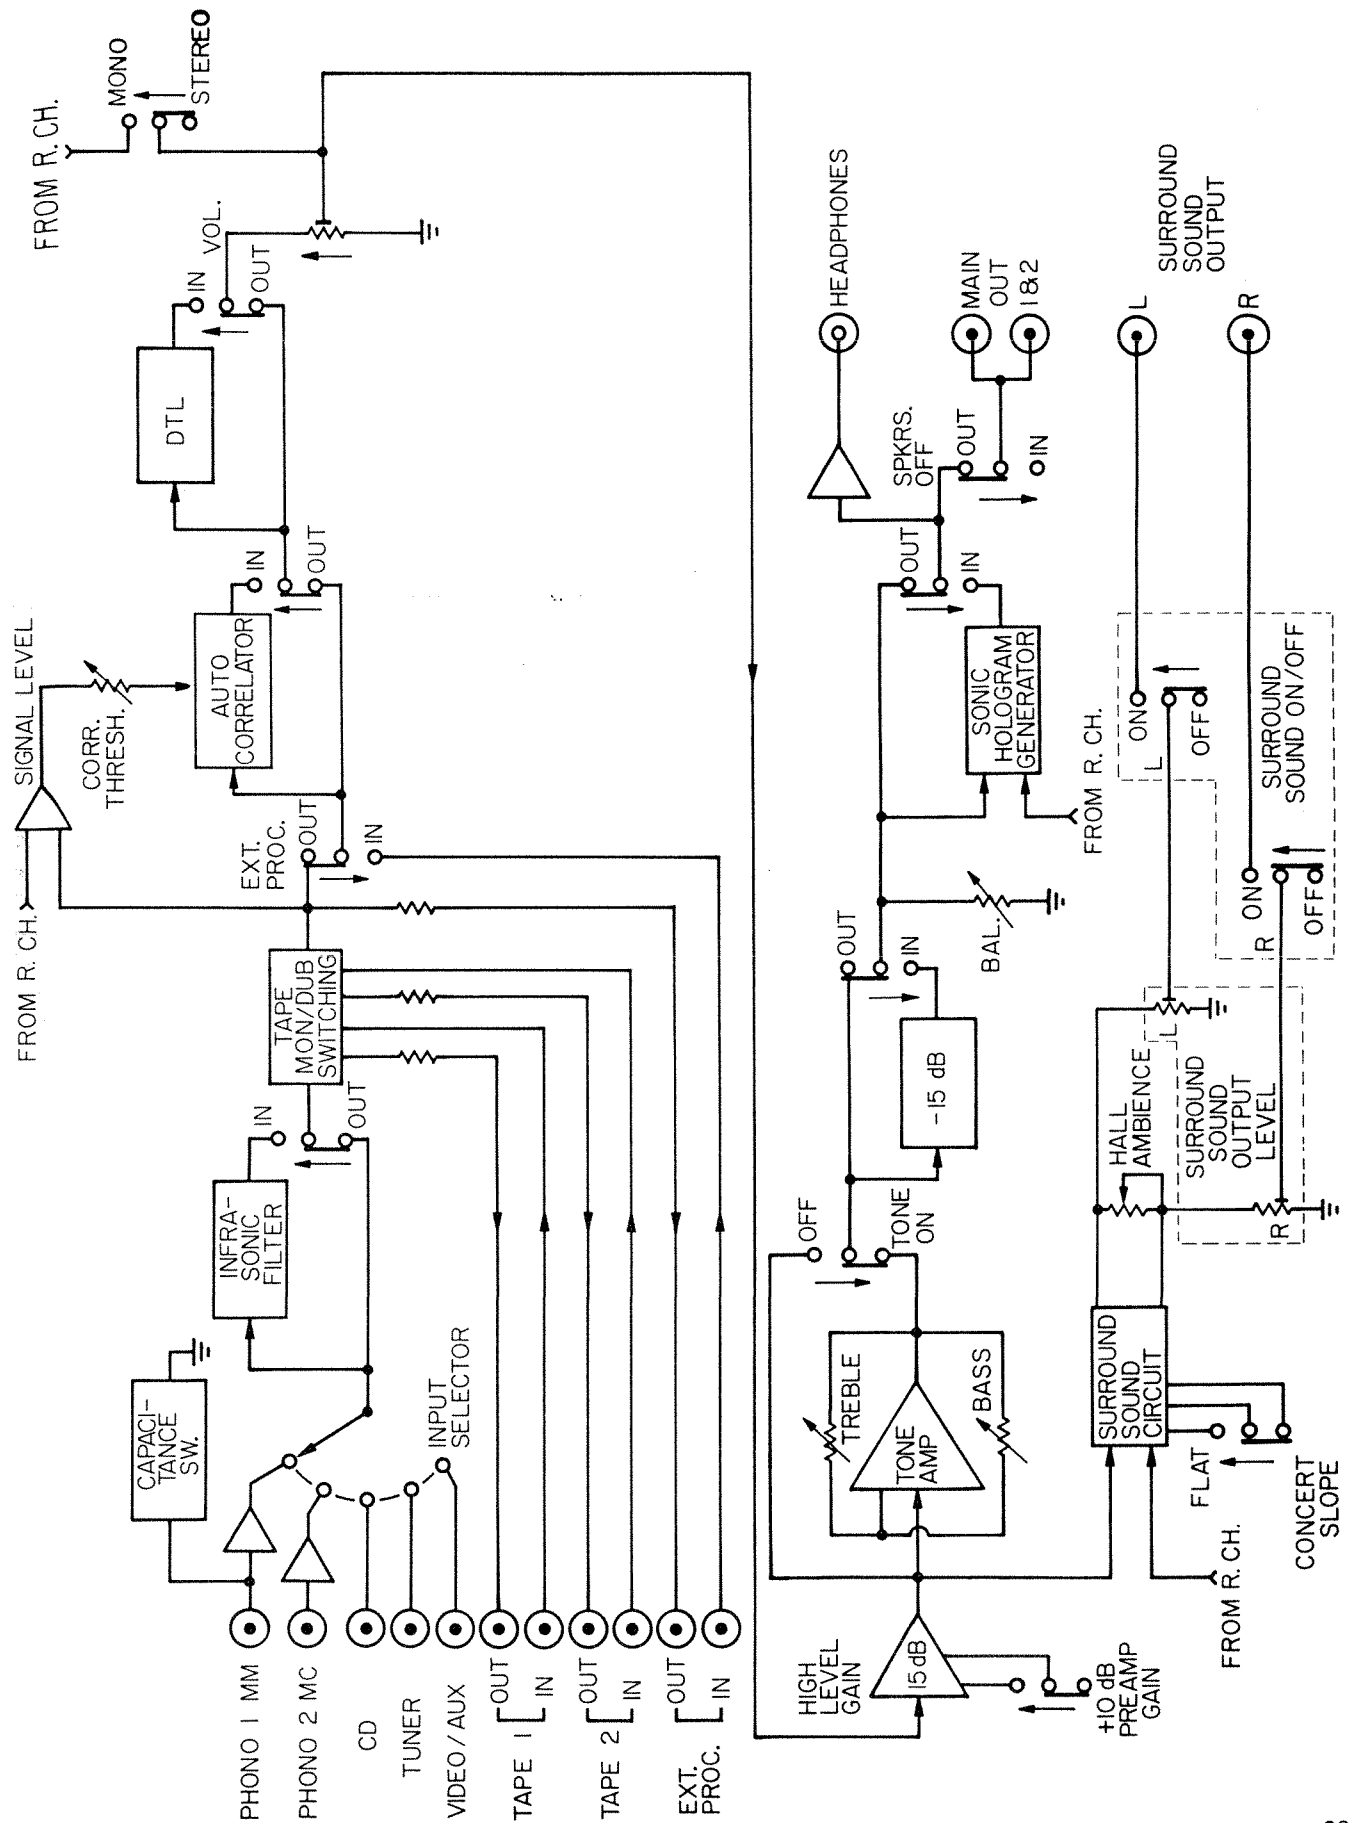 FROM R. CH.
MONO
STEREO
VOL.
IN
OUT
DTL
SIGNAL LEVEL
CORR.
THRESH.
AUTO
CORRELATOR
IN
OUT
FROM R. CH.
EXT.
PROC.
OUT
IN
TAPE
MON/DUB
SWITCHING
IN
OUT
INFRA-
SONIC
FILTER
CAPACI-
TANCE
SW.
INPUT
SELECTOR
PHONO 1 MM
PHONO 2 MC
CD
TUNER
VIDEO/AUX
TAPE 1
OUT
IN
TAPE 2
OUT
IN
EXT.
PROC.
OUT
IN
HIGH
LEVEL
GAIN
15dB
+10 dB
PREAMP
GAIN
TREBLE
TONE
AMP
BASS
OFF
TONE
ON
-15 dB
OUT
IN
BAL.
SONIC
HOLOGRAM
GENERATOR
FROM R. CH.
OUT
IN
SPKRS.
OFF
OUT
IN
HEADPHONES
MAIN
OUT
1&2
SURROUND
SOUND
OUTPUT
L
R
ON
L
OFF
SURROUND
SOUND ON/OFF
ON
R
OFF
L
HALL
AMBIENCE
SURROUND
SOUND
OUTPUT
LEVEL
R
SURROUND
SOUND
CIRCUIT
FLAT
CONCERT
SLOPE
FROM R. CH.